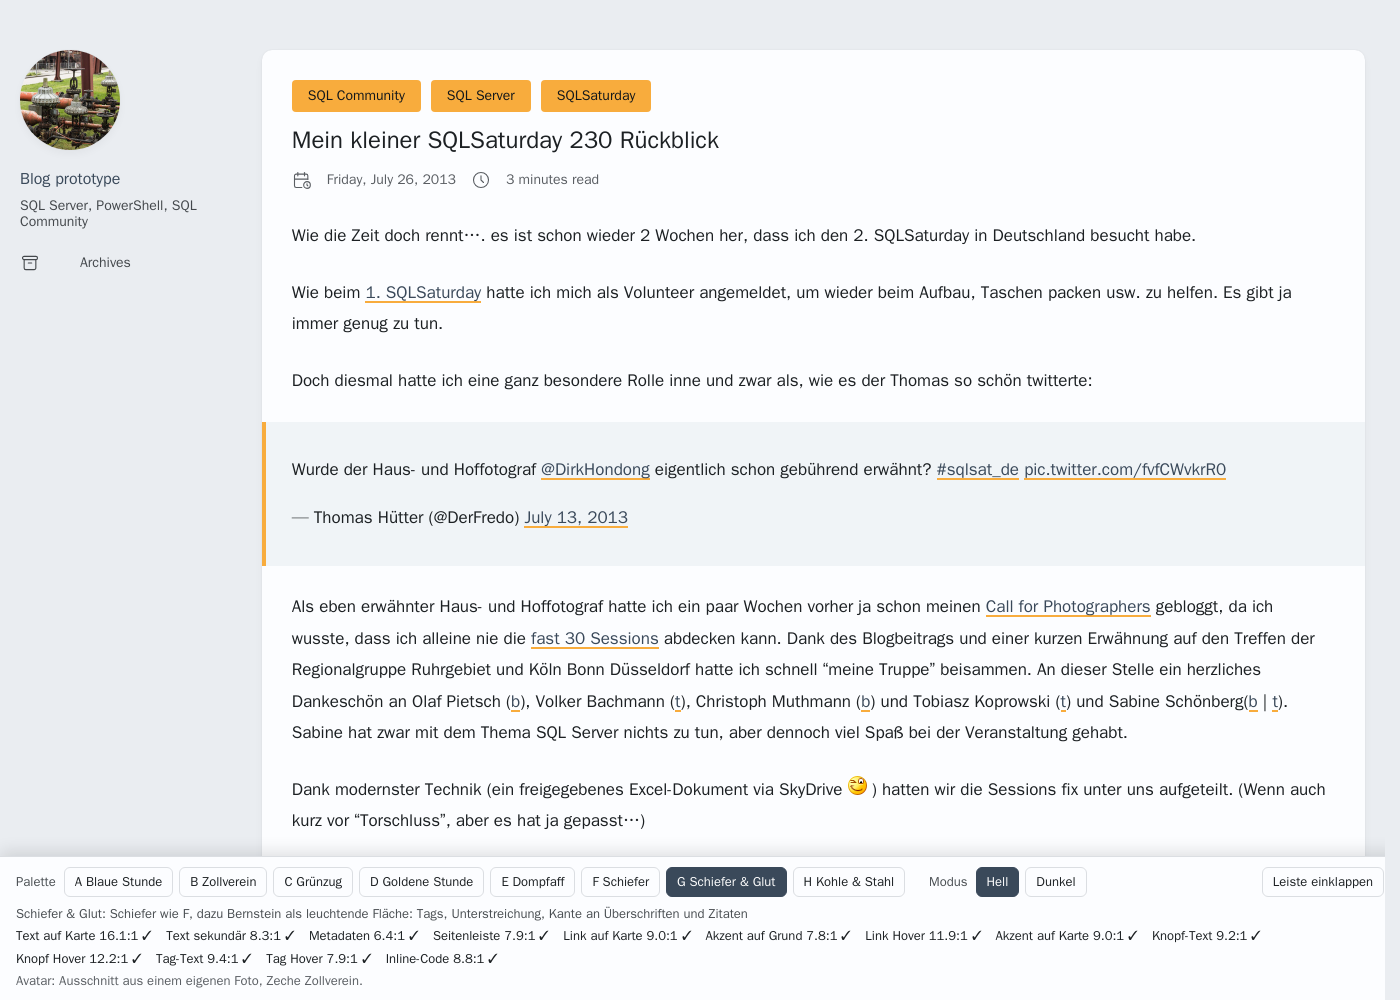 Blog prototype
SQL Server, PowerShell, SQL
Community
Archives
SQL Community SQL Server SQLSaturday
Mein kleiner SQLSaturday 230 Rückblick
Friday, July 26, 2013 3 minutes read
Wie die Zeit doch rennt…. es ist schon wieder 2 Wochen her, dass ich den 2. SQLSaturday in Deutschland besucht habe.
Wie beim 1. SQLSaturday hatte ich mich als Volunteer angemeldet, um wieder beim Aufbau, Taschen packen usw. zu helfen. Es gibt ja
immer genug zu tun.
Doch diesmal hatte ich eine ganz besondere Rolle inne und zwar als, wie es der Thomas so schön twitterte:
Wurde der Haus- und Hoffotograf @DirkHondong eigentlich schon gebührend erwähnt? #sqlsat_de pic.twitter.com/fvfCWvkrR0
— Thomas Hütter (@DerFredo) July 13, 2013
Als eben erwähnter Haus- und Hoffotograf hatte ich ein paar Wochen vorher ja schon meinen Call for Photographers gebloggt, da ich
wusste, dass ich alleine nie die fast 30 Sessions abdecken kann. Dank des Blogbeitrags und einer kurzen Erwähnung auf den Treffen der
Regionalgruppe Ruhrgebiet und Köln Bonn Düsseldorf hatte ich schnell “meine Truppe” beisammen. An dieser Stelle ein herzliches
Dankeschön an Olaf Pietsch (b), Volker Bachmann (t), Christoph Muthmann (b) und Tobiasz Koprowski (t) und Sabine Schönberg(b | t).
Sabine hat zwar mit dem Thema SQL Server nichts zu tun, aber dennoch viel Spaß bei der Veranstaltung gehabt.
Dank modernster Technik (ein freigegebenes Excel-Dokument via SkyDrive 😉 ) hatten wir die Sessions fix unter uns aufgeteilt. (Wenn auch
kurz vor “Torschluss”, aber es hat ja gepasst…)
Palette A Blaue Stunde B Zollverein C Grünzug D Goldene Stunde E Dompfaff F Schiefer G Schiefer & Glut H Kohle & Stahl Modus Hell Dunkel Leiste einklappen
Schiefer & Glut: Schiefer wie F, dazu Bernstein als leuchtende Fläche: Tags, Unterstreichung, Kante an Überschriften und Zitaten
Text auf Karte 16.1:1 ✓ Text sekundär 8.3:1 ✓ Metadaten 6.4:1 ✓ Seitenleiste 7.9:1 ✓ Link auf Karte 9.0:1 ✓ Akzent auf Grund 7.8:1 ✓ Link Hover 11.9:1 ✓ Akzent auf Karte 9.0:1 ✓ Knopf-Text 9.2:1 ✓
Knopf Hover 12.2:1 ✓ Tag-Text 9.4:1 ✓ Tag Hover 7.9:1 ✓ Inline-Code 8.8:1 ✓
Avatar: Ausschnitt aus einem eigenen Foto, Zeche Zollverein.